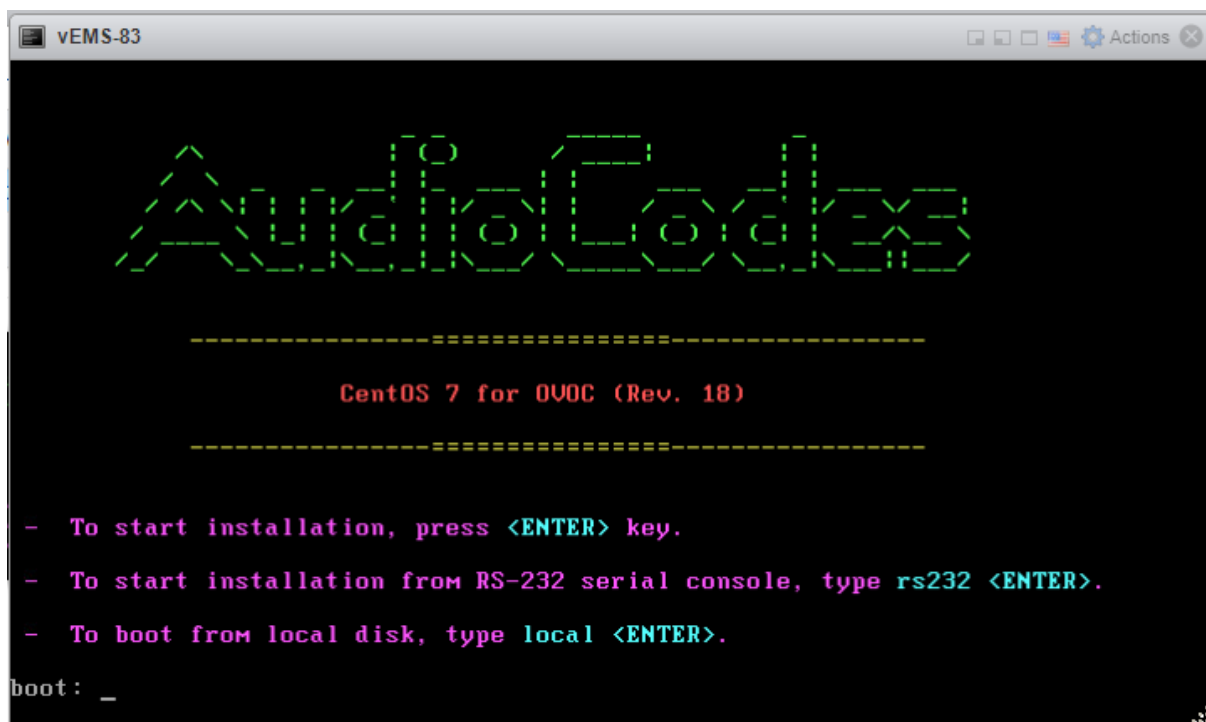 vEMS-83
Actions
AudioCodes
----------------================-----------------
CentOS 7 for OVOC (Rev. 18)
----------------================-----------------
- To start installation, press <ENTER> key.
- To start installation from RS-232 serial console, type rs232 <ENTER>.
- To boot from local disk, type local <ENTER>.
boot: _